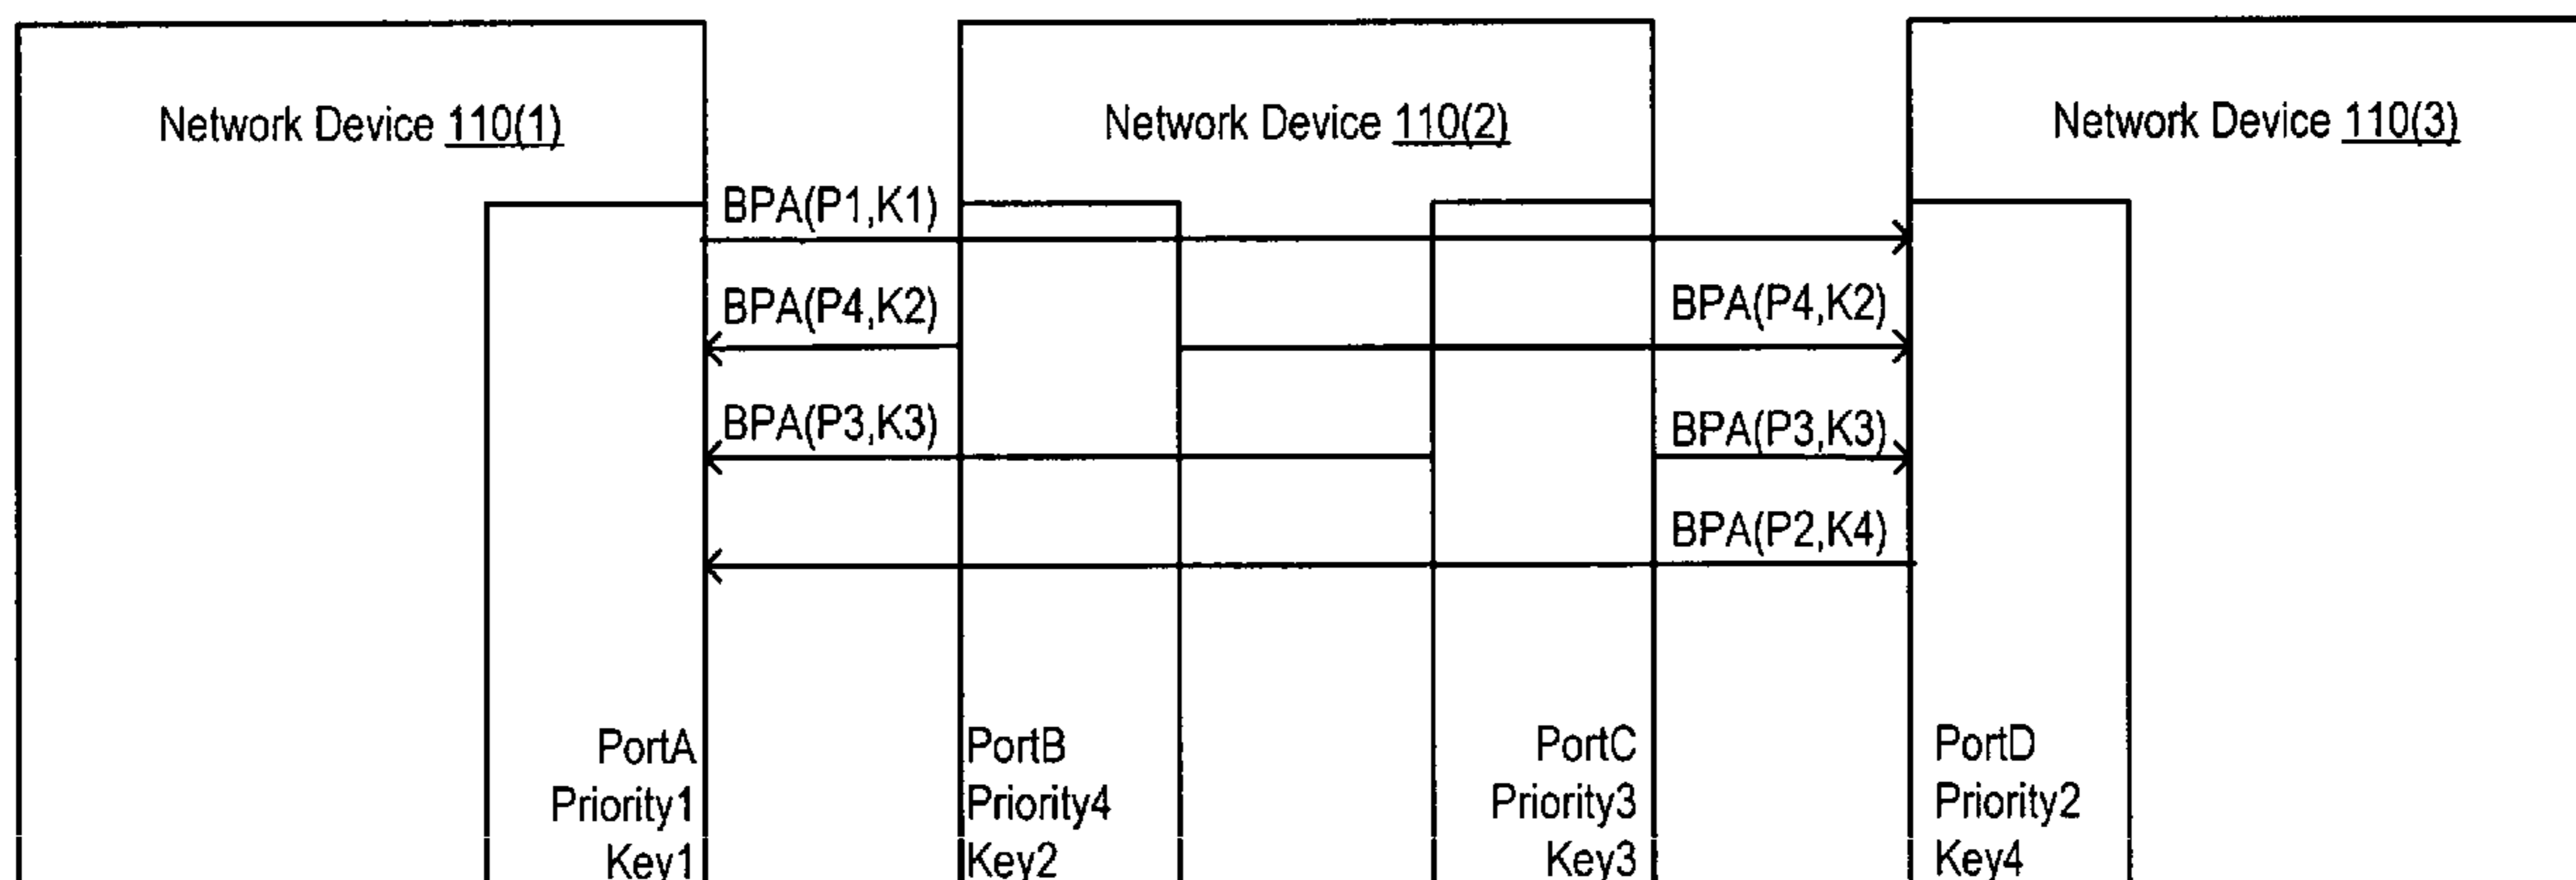 Network Device 110(1)
Network Device 110(2)
Network Device 110(3)
BPA(P1,K1)
BPA(P4,K2)
BPA(P4,K2)
BPA(P3,K3)
BPA(P3,K3)
BPA(P2,K4)
PortA
Priority1
Key1
PortB
Priority4
Key2
PortC
Priority3
Key3
PortD
Priority2
Key4